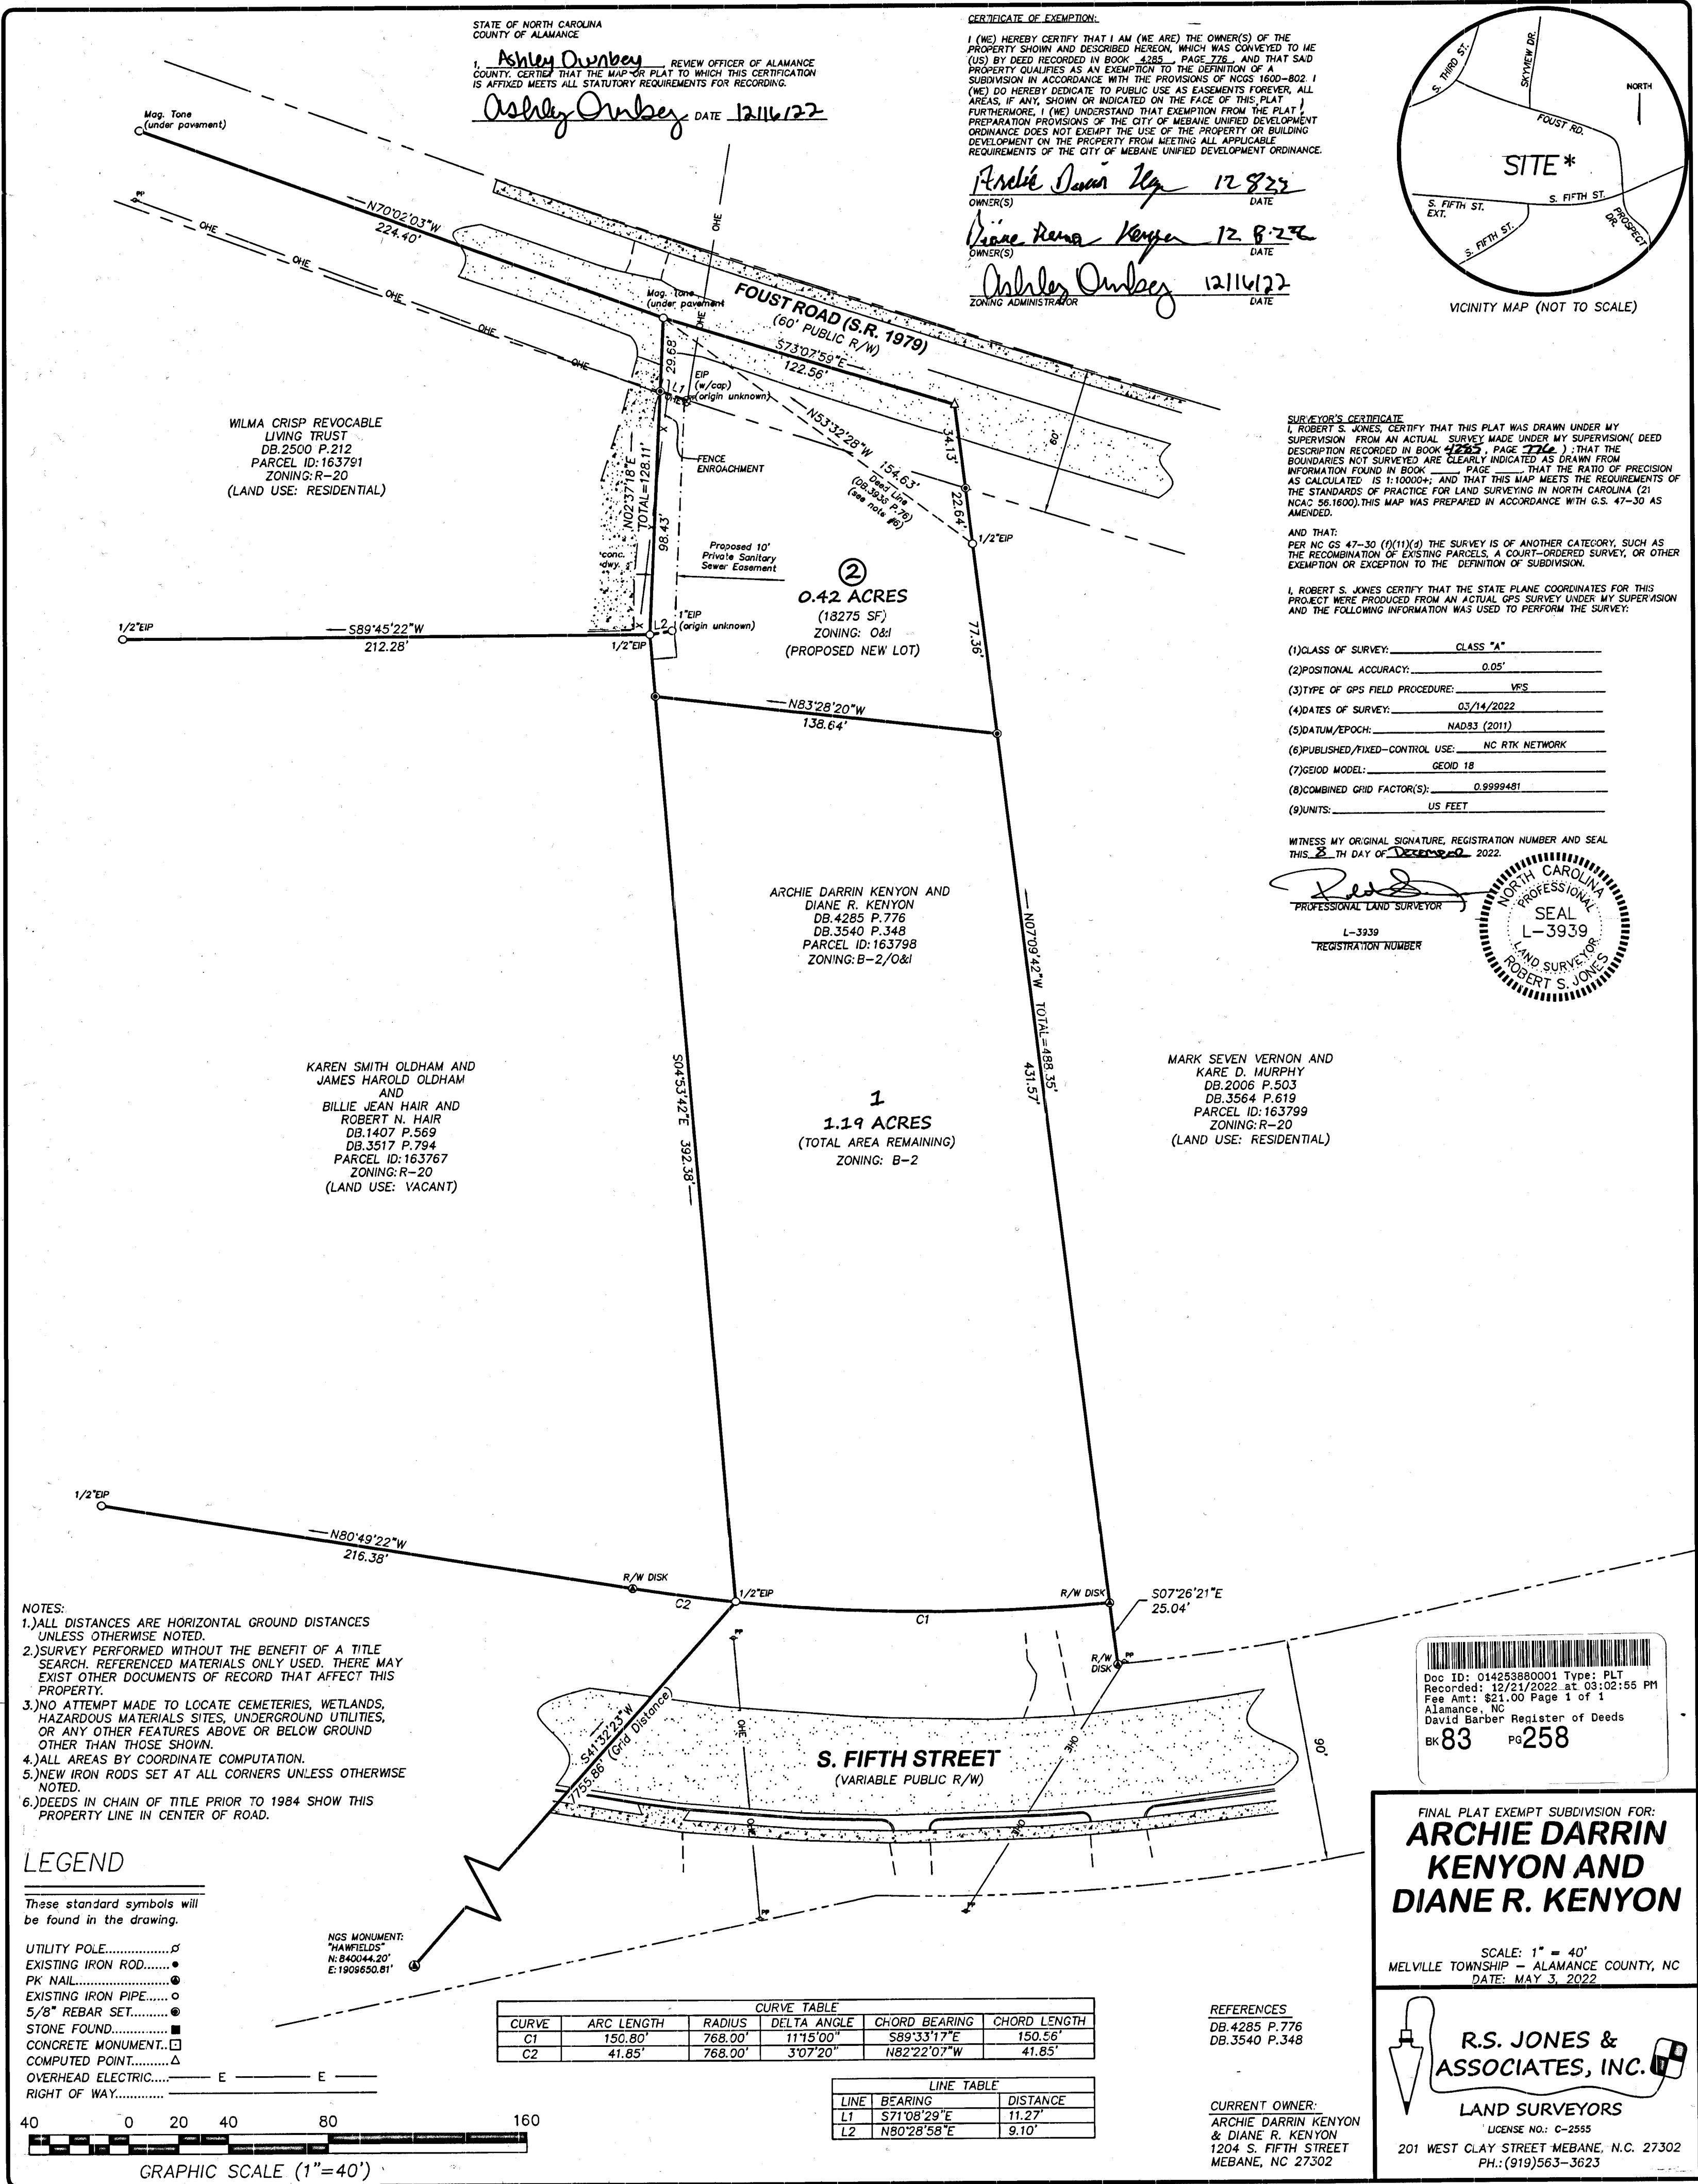 STATE OF NORTH CAROLINA
COUNTY OF ALAMANCE
I, Ashley Ownbey, REVIEW OFFICER OF ALAMANCE
COUNTY. CERTIFY THAT THE MAP OR PLAT TO WHICH THIS CERTIFICATION
IS AFFIXED MEETS ALL STATUTORY REQUIREMENTS FOR RECORDING.
Ashley Ownbey DATE 12/16/22
CERTIFICATE OF EXEMPTION:
I (WE) HEREBY CERTIFY THAT I AM (WE ARE) THE OWNER(S) OF THE
PROPERTY SHOWN AND DESCRIBED HEREON, WHICH WAS CONVEYED TO ME
(US) BY DEED RECORDED IN BOOK 4285, PAGE 776, AND THAT SAID
PROPERTY QUALIFIES AS AN EXEMPTION TO THE DEFINITION OF A
SUBDIVISION IN ACCORDANCE WITH THE PROVISIONS OF NCGS 160D-802. I
(WE) DO HEREBY DEDICATE TO PUBLIC USE AS EASEMENTS FOREVER, ALL
AREAS, IF ANY, SHOWN OR INDICATED ON THE FACE OF THIS PLAT
FURTHERMORE, I (WE) UNDERSTAND THAT EXEMPTION FROM THE PLAT
PREPARATION PROVISIONS OF THE CITY OF MEBANE UNIFIED DEVELOPMENT
ORDINANCE DOES NOT EXEMPT THE USE OF THE PROPERTY OR BUILDING
DEVELOPMENT ON THE PROPERTY FROM MEETING ALL APPLICABLE
REQUIREMENTS OF THE CITY OF MEBANE UNIFIED DEVELOPMENT ORDINANCE.
Archie Darrin 12 8 22
OWNER(S) DATE
Diane Kenyon 12 8-22
OWNER(S) DATE
Ashley Ownbey 12/16/22
ZONING ADMINISTRATOR DATE
S. THIRD ST.
SKYVIEW DR.
NORTH
FOUST RD.
SITE*
S. FIFTH ST.
EXT.
S. FIFTH ST.
S. FIFTH ST.
PROSPECT
DR.
VICINITY MAP (NOT TO SCALE)
Mag. Tone
(under pavement)
PP
N70°02'03"W
224.40'
OHE
OHE
OHE
OHE
OHE
OHE
OHE
OHE
Mag. Tone
(under pavement
FOUST ROAD (S.R. 1979)
(60' PUBLIC R/W)
S73°07'59"E
122.56'
29.68'
L1
EIP
(w/cap)
(origin unknown)
N53°32'28"W
154.63'
Deed Line
(DB.3935 P.76)
(see note #6)
34.13'
22.64'
60'
1/2"EIP
FENCE
ENROACHMENT
WILMA CRISP REVOCABLE
LIVING TRUST
DB.2500 P.212
PARCEL ID:163791
ZONING:R-20
(LAND USE: RESIDENTIAL)
N02°37'18"E
TOTAL=128.11'
98.43'
conc.
dwy.
X
X
X
Proposed 10'
Private Sanitary
Sewer Easement
2
0.42 ACRES
(18275 SF)
ZONING: O&I
(PROPOSED NEW LOT)
77.36'
1/2"EIP
S89°45'22"W
212.28'
1/2"EIP
L2
1"EIP
(origin unknown)
N83°28'20"W
138.64'
SURVEYOR'S CERTIFICATE
I, ROBERT S. JONES, CERTIFY THAT THIS PLAT WAS DRAWN UNDER MY
SUPERVISION FROM AN ACTUAL SURVEY MADE UNDER MY SUPERVISION( DEED
DESCRIPTION RECORDED IN BOOK 4285, PAGE 776 ) ;THAT THE
BOUNDARIES NOT SURVEYED ARE CLEARLY INDICATED AS DRAWN FROM
INFORMATION FOUND IN BOOK ____, PAGE ____, THAT THE RATIO OF PRECISION
AS CALCULATED IS 1:10000+; AND THAT THIS MAP MEETS THE REQUIREMENTS OF
THE STANDARDS OF PRACTICE FOR LAND SURVEYING IN NORTH CAROLINA (21
NCAC 56.1600).THIS MAP WAS PREPARED IN ACCORDANCE WITH G.S. 47-30 AS
AMENDED.
AND THAT:
PER NC GS 47-30 (f)(11)(d) THE SURVEY IS OF ANOTHER CATEGORY, SUCH AS
THE RECOMBINATION OF EXISTING PARCELS, A COURT-ORDERED SURVEY, OR OTHER
EXEMPTION OR EXCEPTION TO THE DEFINITION OF SUBDIVISION.
I, ROBERT S. JONES CERTIFY THAT THE STATE PLANE COORDINATES FOR THIS
PROJECT WERE PRODUCED FROM AN ACTUAL GPS SURVEY UNDER MY SUPERVISION
AND THE FOLLOWING INFORMATION WAS USED TO PERFORM THE SURVEY:
(1)CLASS OF SURVEY: CLASS "A"
(2)POSITIONAL ACCURACY: 0.05'
(3)TYPE OF GPS FIELD PROCEDURE: VRS
(4)DATES OF SURVEY: 03/14/2022
(5)DATUM/EPOCH: NAD83 (2011)
(6)PUBLISHED/FIXED-CONTROL USE: NC RTK NETWORK
(7)GEIOD MODEL: GEOID 18
(8)COMBINED GRID FACTOR(S): 0.9999481
(9)UNITS: US FEET
WITNESS MY ORIGINAL SIGNATURE, REGISTRATION NUMBER AND SEAL
THIS 8 TH DAY OF December 2022.
PROFESSIONAL LAND SURVEYOR
L-3939
REGISTRATION NUMBER
NORTH CAROLINA
PROFESSIONAL
SEAL
L-3939
LAND SURVEYOR
ROBERT S. JONES
ARCHIE DARRIN KENYON AND
DIANE R. KENYON
DB.4285 P.776
DB.3540 P.348
PARCEL ID:163798
ZONING:B-2/O&I
N07°09'42"W TOTAL=488.35'
431.57'
S04°53'42"E 392.38'
KAREN SMITH OLDHAM AND
JAMES HAROLD OLDHAM
AND
BILLIE JEAN HAIR AND
ROBERT N. HAIR
DB.1407 P.569
DB.3517 P.794
PARCEL ID:163767
ZONING:R-20
(LAND USE: VACANT)
1
1.19 ACRES
(TOTAL AREA REMAINING)
ZONING: B-2
MARK SEVEN VERNON AND
KARE D. MURPHY
DB.2006 P.503
DB.3564 P.619
PARCEL ID:163799
ZONING:R-20
(LAND USE: RESIDENTIAL)
1/2"EIP
N80°49'22"W
216.38'
R/W DISK
C2
1/2"EIP
C1
R/W DISK
S07°26'21"E
25.04'
R/W
DISK
PP
PP
S41°32'23"W
7755.86' (Grid Distance)
OHE
OHE
S. FIFTH STREET
(VARIABLE PUBLIC R/W)
OHE
OHE
90'
PP
PP
NOTES:
1.)ALL DISTANCES ARE HORIZONTAL GROUND DISTANCES
UNLESS OTHERWISE NOTED.
2.)SURVEY PERFORMED WITHOUT THE BENEFIT OF A TITLE
SEARCH. REFERENCED MATERIALS ONLY USED. THERE MAY
EXIST OTHER DOCUMENTS OF RECORD THAT AFFECT THIS
PROPERTY.
3.)NO ATTEMPT MADE TO LOCATE CEMETERIES, WETLANDS,
HAZARDOUS MATERIALS SITES, UNDERGROUND UTILITIES,
OR ANY OTHER FEATURES ABOVE OR BELOW GROUND
OTHER THAN THOSE SHOWN.
4.)ALL AREAS BY COORDINATE COMPUTATION.
5.)NEW IRON RODS SET AT ALL CORNERS UNLESS OTHERWISE
NOTED.
6.)DEEDS IN CHAIN OF TITLE PRIOR TO 1984 SHOW THIS
PROPERTY LINE IN CENTER OF ROAD.
LEGEND
These standard symbols will
be found in the drawing.
UTILITY POLE
EXISTING IRON ROD
PK NAIL
EXISTING IRON PIPE
5/8" REBAR SET
STONE FOUND
CONCRETE MONUMENT
COMPUTED POINT
OVERHEAD ELECTRIC..... E E
RIGHT OF WAY
40 0 20 40 80 160
GRAPHIC SCALE (1"=40')
NGS MONUMENT:
"HAWFIELDS"
N: 840044.20'
E: 1909650.81'
CURVE TABLE
CURVE ARC LENGTH RADIUS DELTA ANGLE CHORD BEARING CHORD LENGTH
C1 150.80' 768.00' 11°15'00" S89°33'17"E 150.56'
C2 41.85' 768.00' 3°07'20" N82°22'07"W 41.85'
LINE TABLE
LINE BEARING DISTANCE
L1 S71°08'29"E 11.27'
L2 N80°28'58"E 9.10'
REFERENCES
DB.4285 P.776
DB.3540 P.348
CURRENT OWNER:
ARCHIE DARRIN KENYON
& DIANE R. KENYON
1204 S. FIFTH STREET
MEBANE, NC 27302
Doc ID: 014253880001 Type: PLT
Recorded: 12/21/2022 at 03:02:55 PM
Fee Amt: $21.00 Page 1 of 1
Alamance, NC
David Barber Register of Deeds
BK 83 PG 258
FINAL PLAT EXEMPT SUBDIVISION FOR:
ARCHIE DARRIN
KENYON AND
DIANE R. KENYON
SCALE: 1" = 40'
MELVILLE TOWNSHIP - ALAMANCE COUNTY, NC
DATE: MAY 3, 2022
R.S. JONES &
ASSOCIATES, INC.
LAND SURVEYORS
LICENSE NO.: C-2555
201 WEST CLAY STREET MEBANE, N.C. 27302
PH.:(919)563-3623